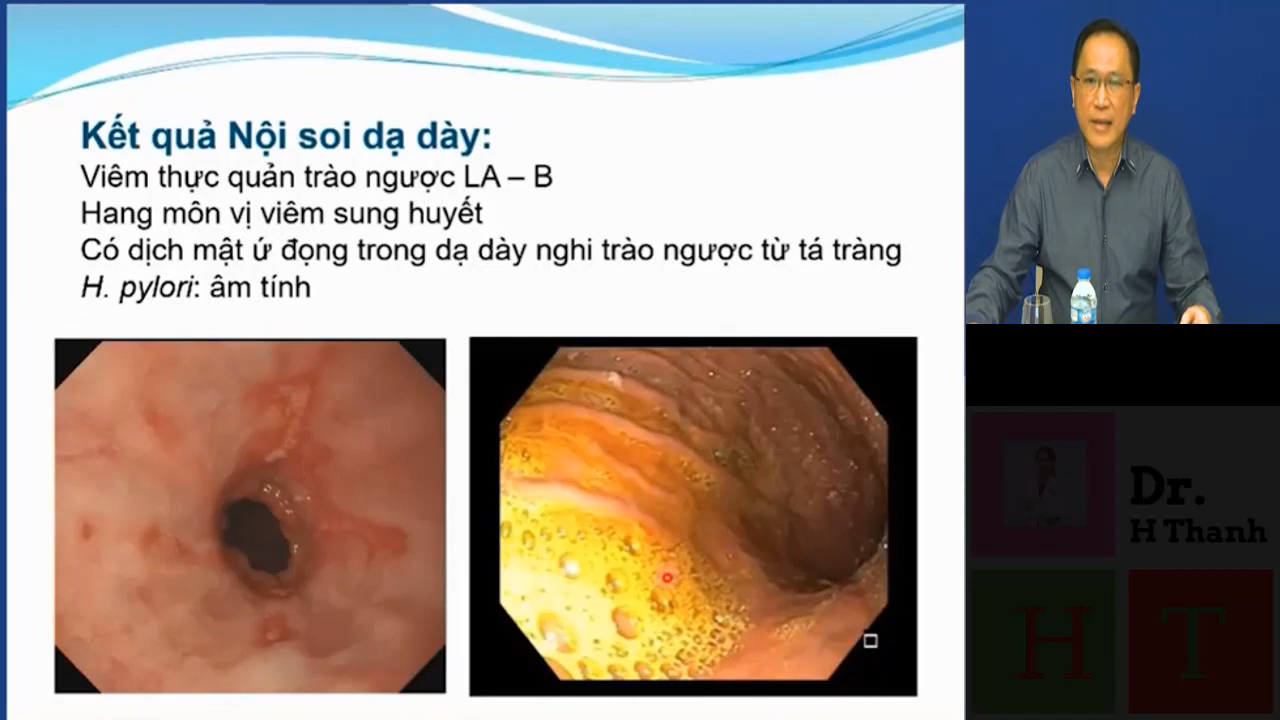 Kết quả Nội soi dạ dày:
Viêm thực quản trào ngược LA – B
Hang môn vị viêm sung huyết
Có dịch mật ứ đọng trong dạ dày nghi trào ngược từ tá tràng
H. pylori: âm tính
Dr.
H Thanh
H
T